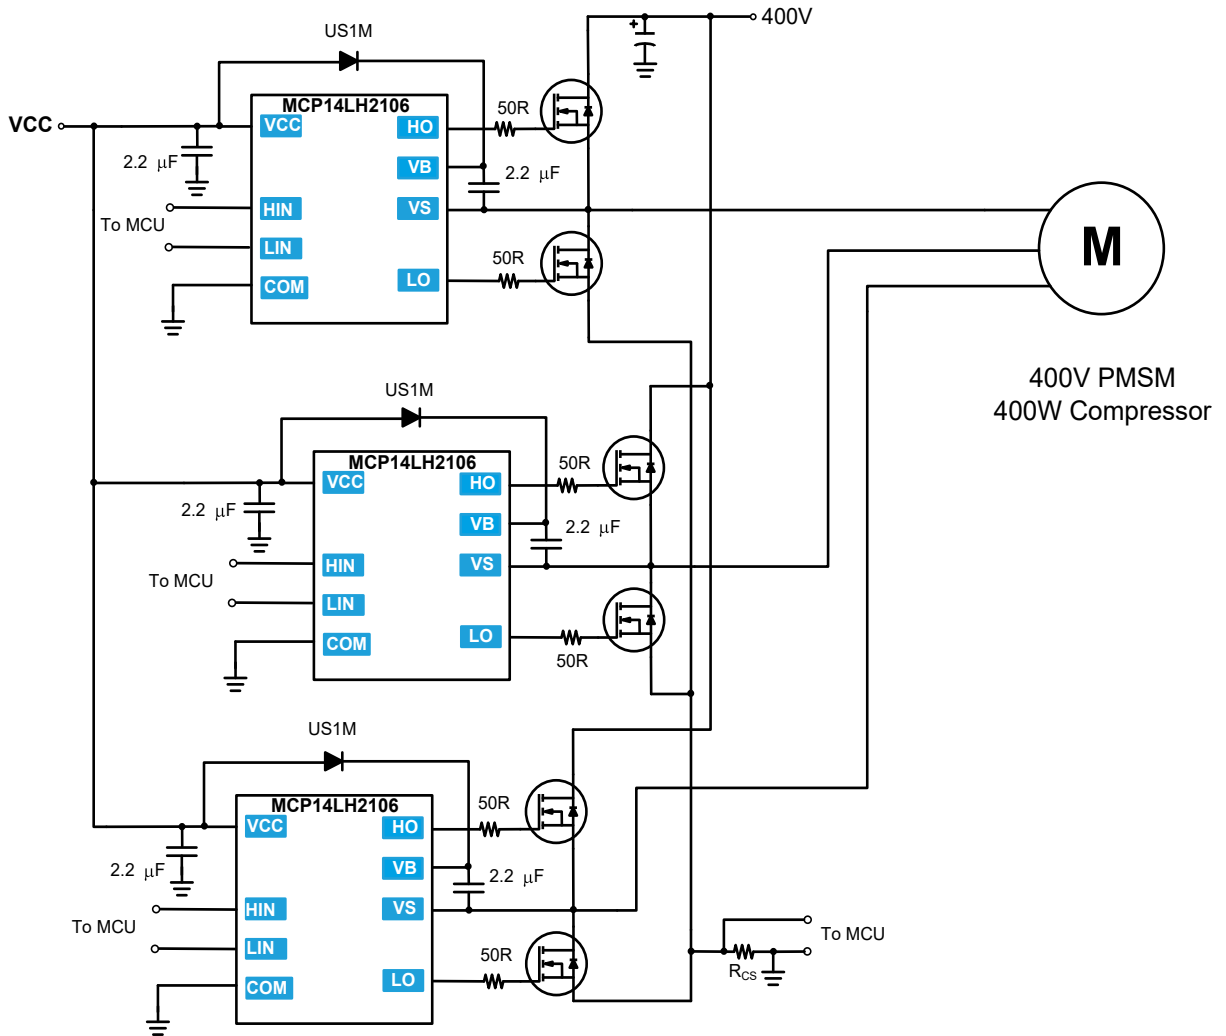 US1M
400V
MCP14LH2106
VCC
VCC
HO
50R
2.2 μF
VB
2.2 μF
To MCU
HIN
VS
LIN
50R
COM
LO
M
400V PMSM
400W Compressor
US1M
MCP14LH2106
VCC
HO
50R
2.2 μF
VB
2.2 μF
To MCU
HIN
VS
LIN
COM
LO
50R
US1M
MCP14LH2106
VCC
HO
50R
2.2 μF
VB
2.2 μF
To MCU
HIN
VS
LIN
50R
COM
LO
To MCU
RCS